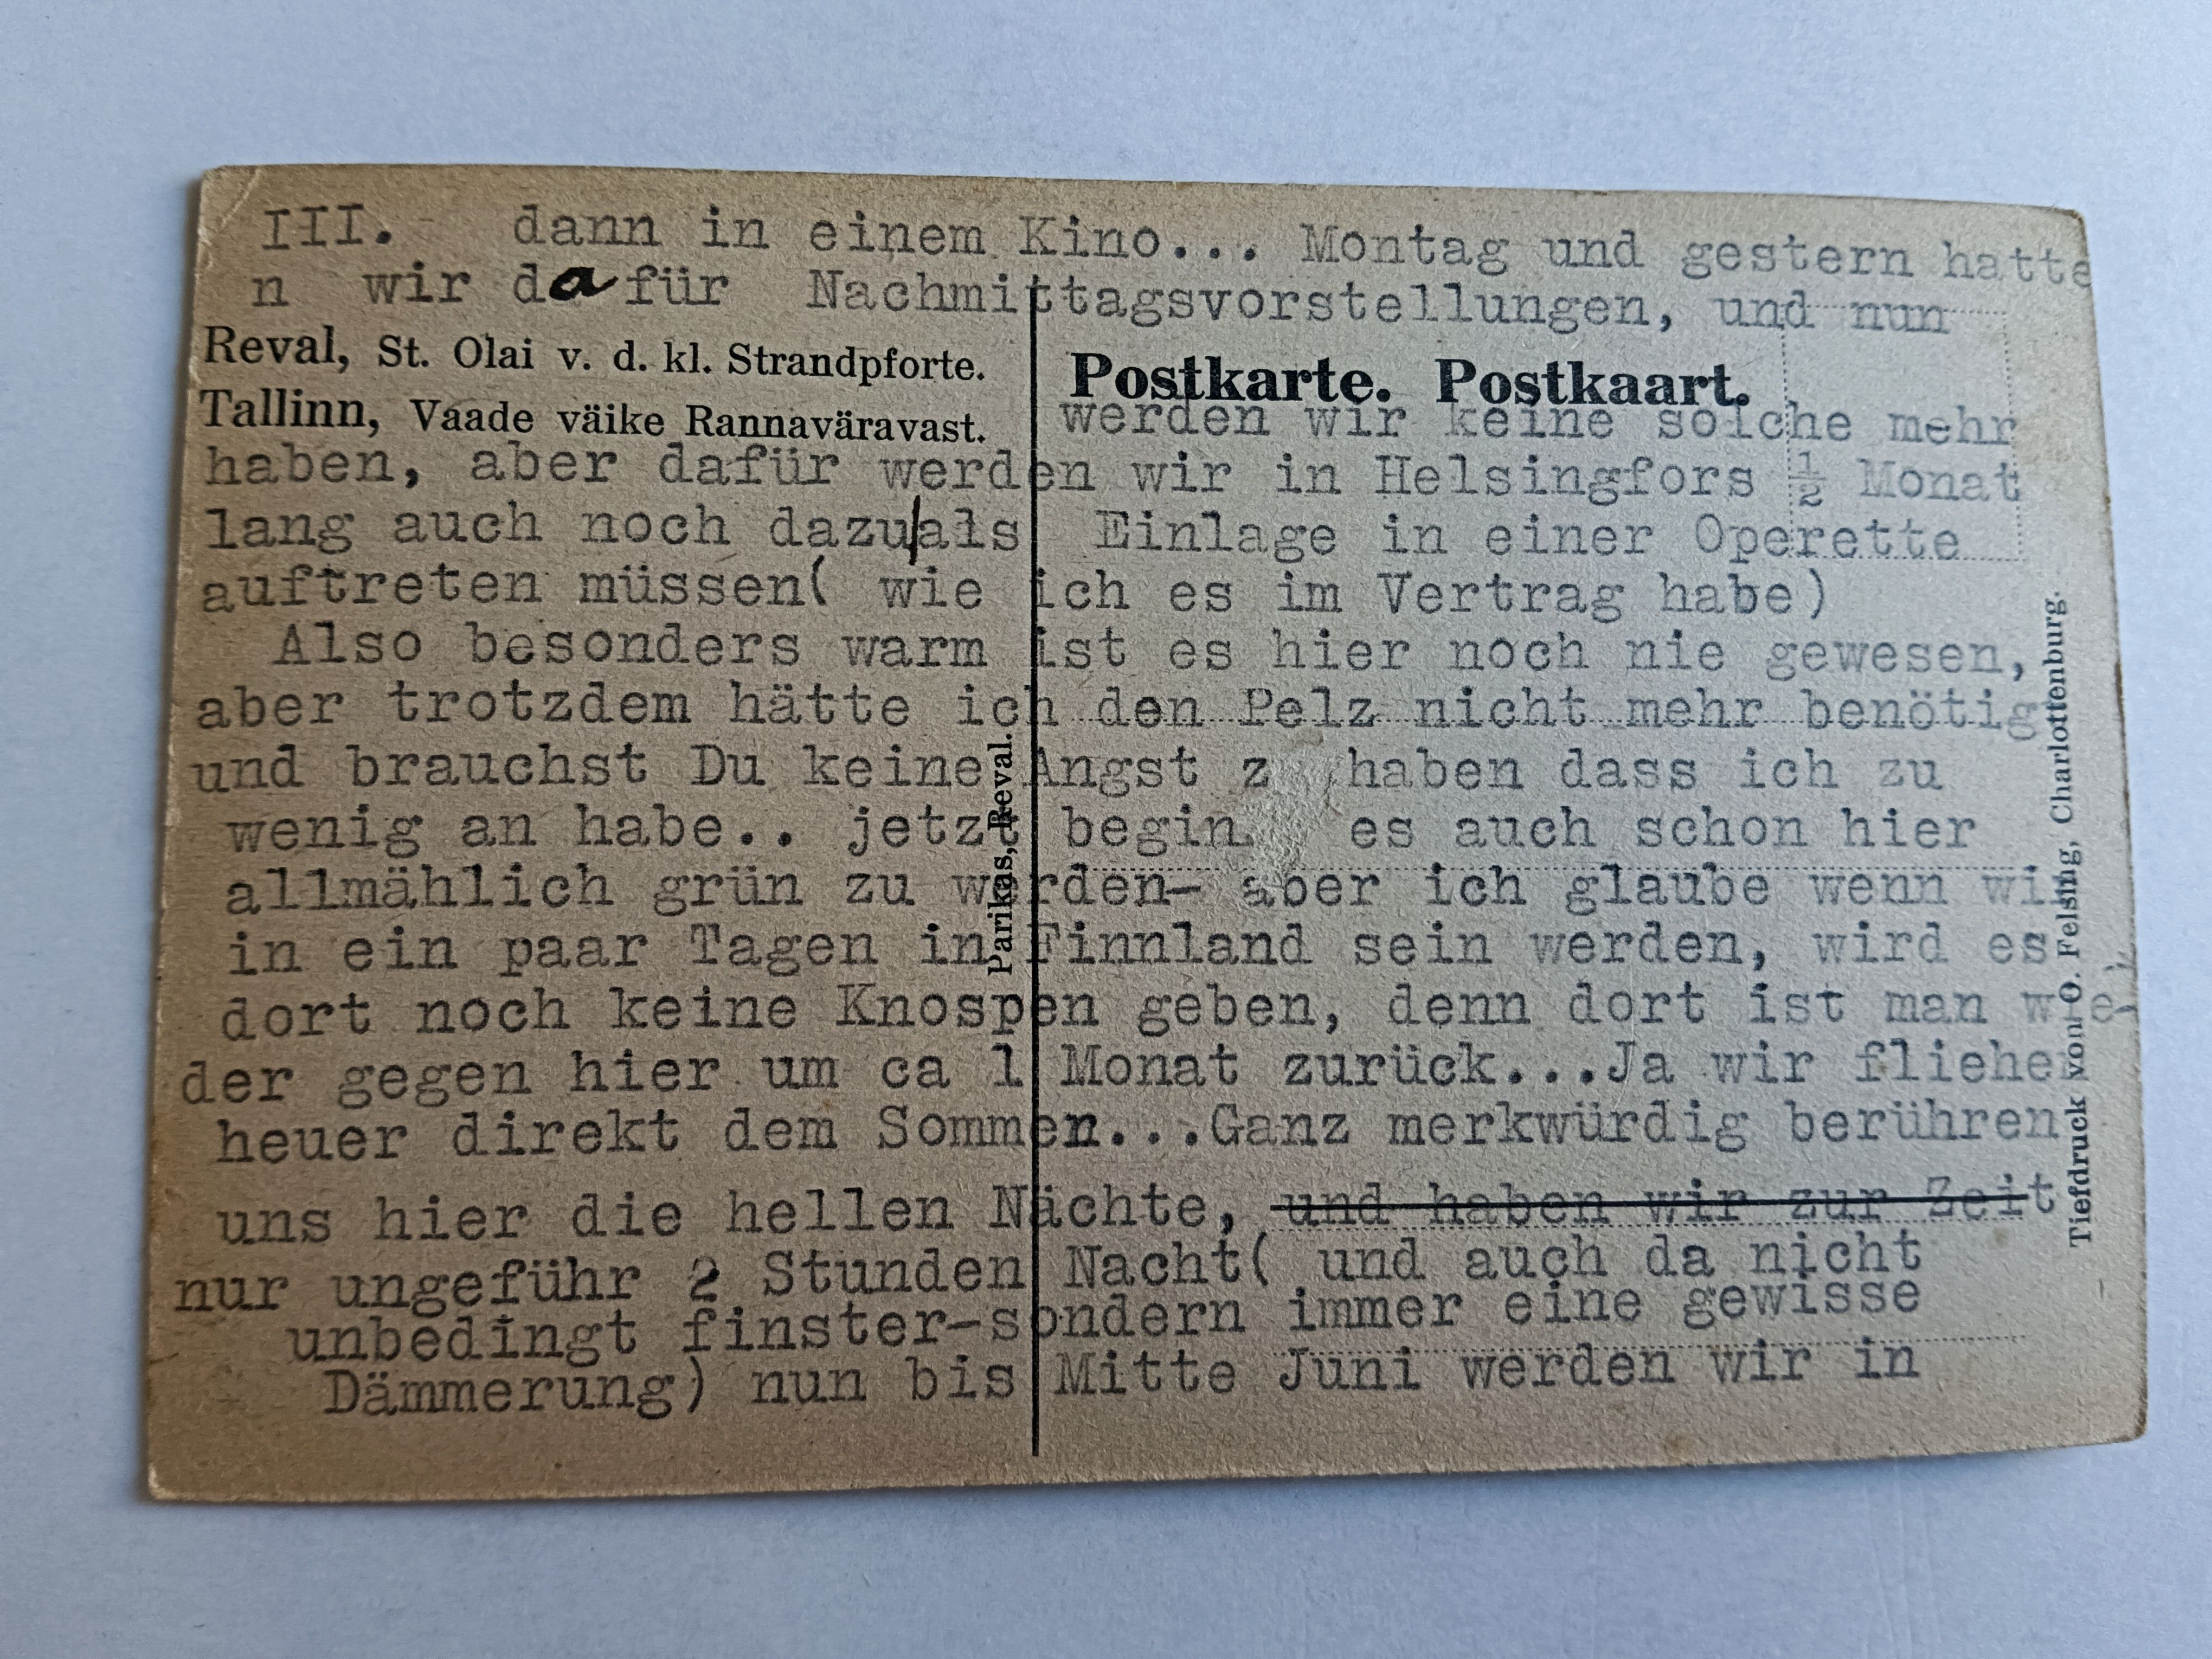 III. dann in einem Kino... Montag und gestern hatte
n wir dafür Nachmittagsvorstellungen, und nun
Reval, St. Olai v. d. kl. Strandpforte.
Tallinn, Vaade väike Rannaväravast.
Postkarte. Postkaart.
werden wir keine solche mehr
haben, aber dafür werden wir in Helsingfors ½ Monat
lang auch noch dazu/als Einlage in einer Operette
auftreten müssen( wie ich es im Vertrag habe)
Also besonders warm ist es hier noch nie gewesen,
aber trotzdem hätte ich den Pelz nicht mehr benötig
und brauchst Du keine Angst z haben dass ich zu
wenig an habe.. jetzt begin es auch schon hier
allmählich grün zu werden- aber ich glaube wenn wir
in ein paar Tagen in Finnland sein werden, wird es
dort noch keine Knospen geben, denn dort ist man wie-
der gegen hier um ca 1 Monat zurück...Ja wir fliehen
heuer direkt dem Sommen...Ganz merkwürdig berühren
uns hier die hellen Nächte, und haben wir zur Zeit
nur ungeführ 2 Stunden Nacht( und auch da nicht
unbedingt finster-sondern immer eine gewisse
Dämmerung) nun bis Mitte Juni werden wir in
Parikas, Reval.
Tiefdruck von O. Felsing, Charlottenburg.